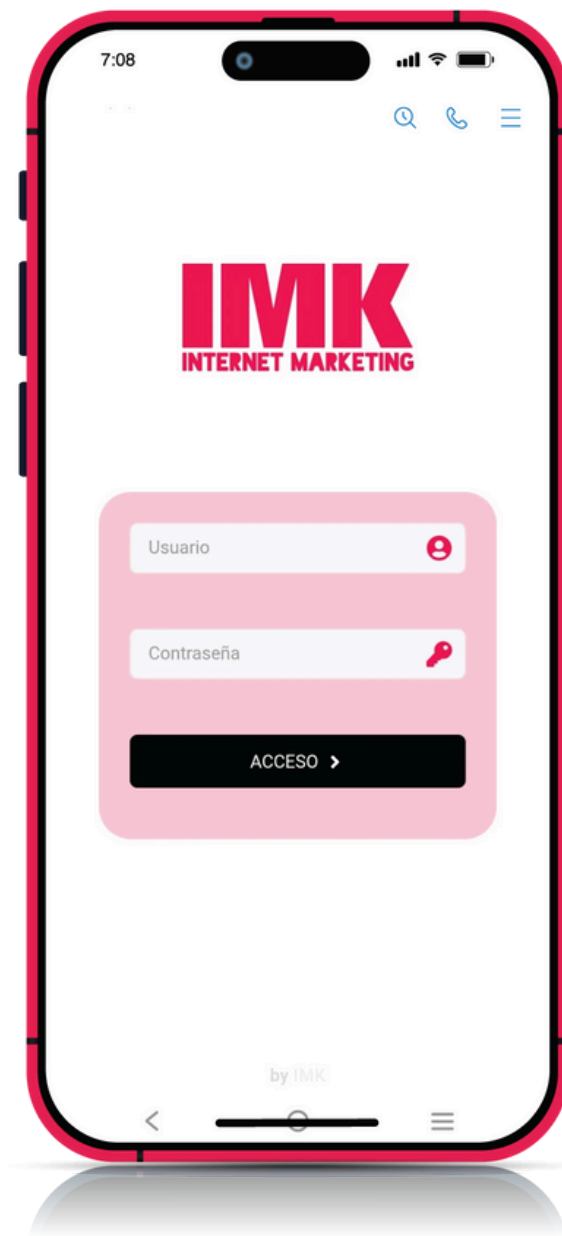 7:08
IMK
INTERNET MARKETING
Usuario
Contraseña
ACCESO
by IMK